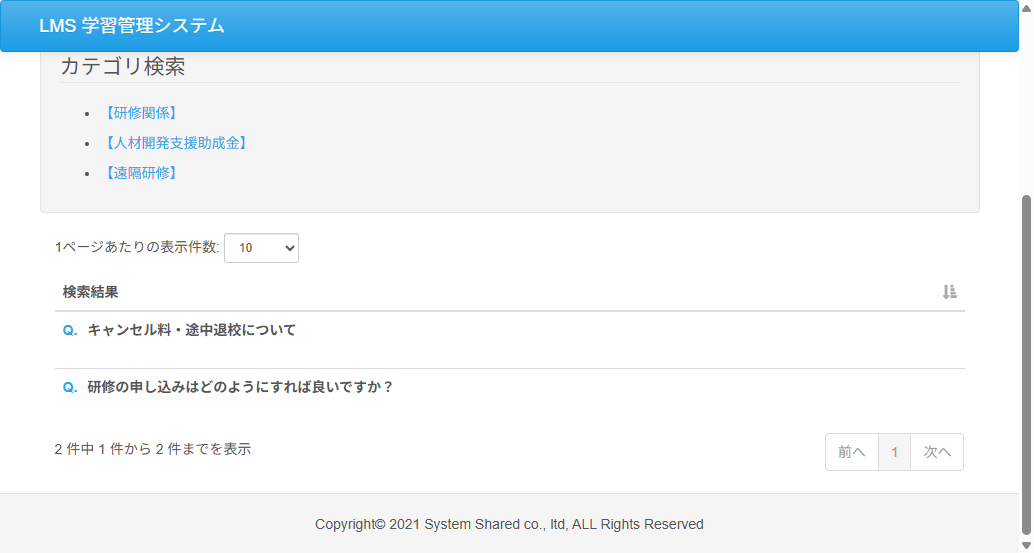 LMS 学習管理システム
カテゴリ検索
【研修関係】
【人材開発支援助成金】
【遠隔研修】
1ページあたりの表示件数: 10
検索結果
Q. キャンセル料・途中退校について
Q. 研修の申し込みはどのようにすれば良いですか？
2 件中 1 件から 2 件までを表示
前へ 1 次へ
Copyright© 2021 System Shared co., ltd, ALL Rights Reserved